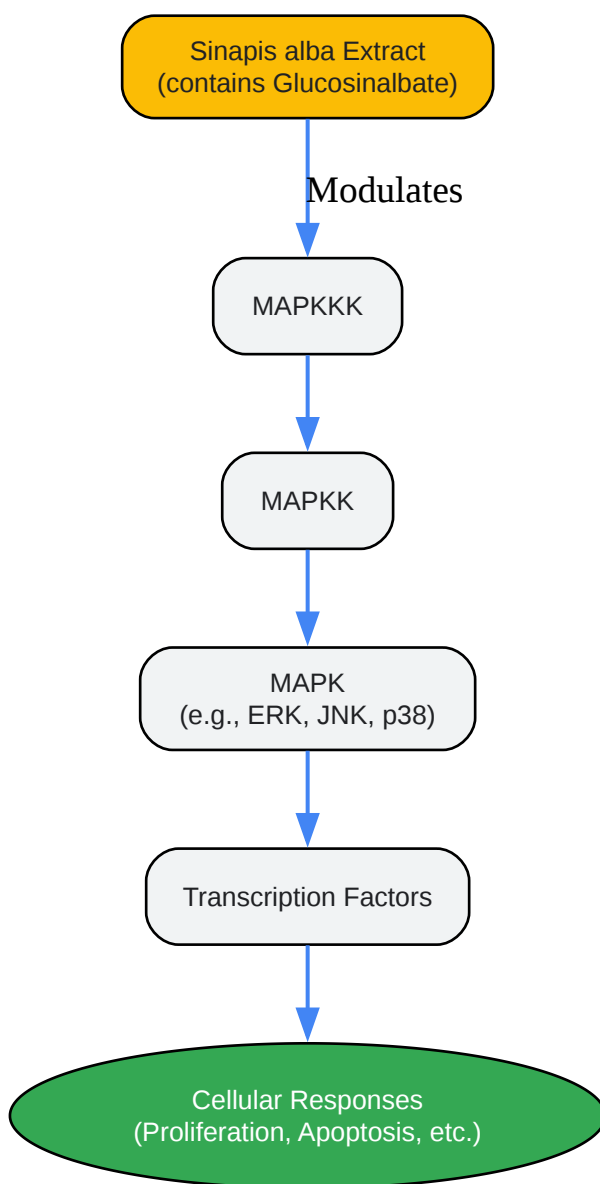 Sinapis alba Extract
(contains Glucosinalbate)
Modulates
MAPKKK
MAPKK
MAPK
(e.g., ERK, JNK, p38)
Transcription Factors
Cellular Responses
(Proliferation, Apoptosis, etc.)